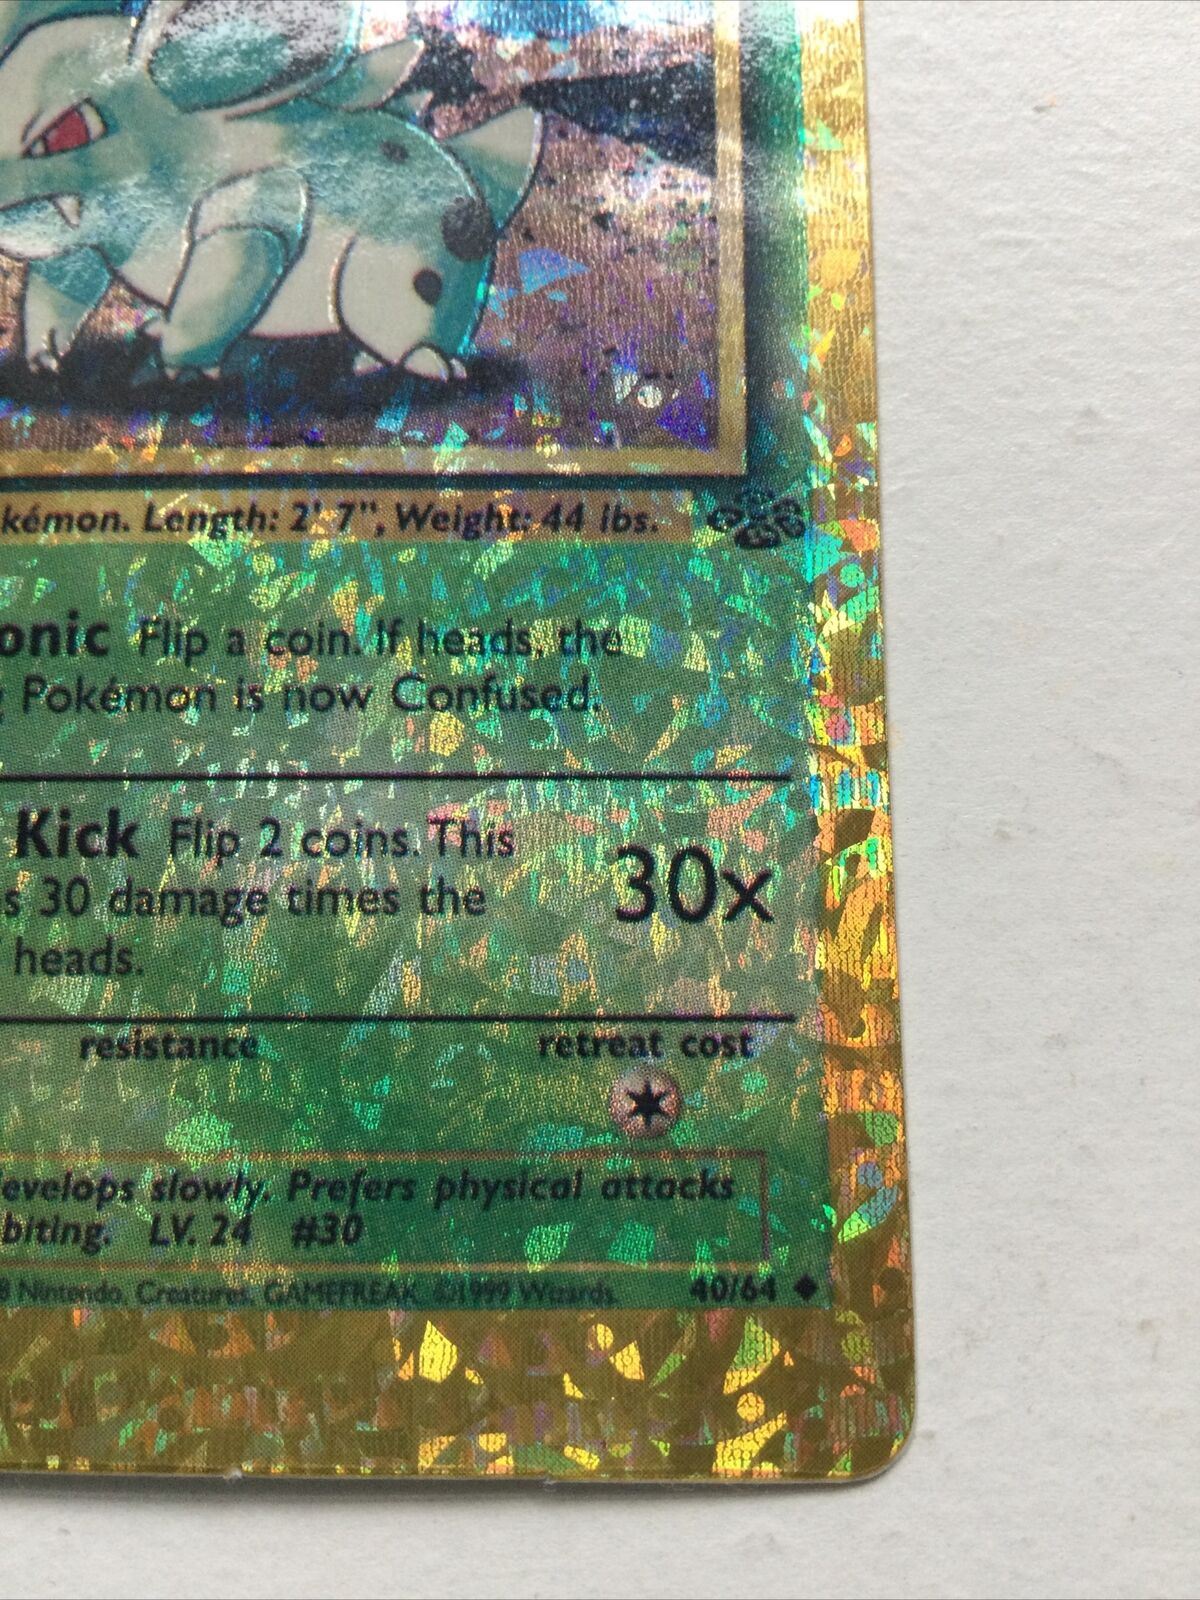 kémon. Length: 2' 7", Weight: 44 lbs.
onic Flip a coin. If heads, the
g Pokémon is now Confused.
Kick Flip 2 coins. This
s 30 damage times the
heads.
30x
resistance retreat cost
evelops slowly. Prefers physical attacks
biting. LV. 24 #30
8 Nintendo, Creatures, GAMEFREAK. ©1999 Wizards. 40/64